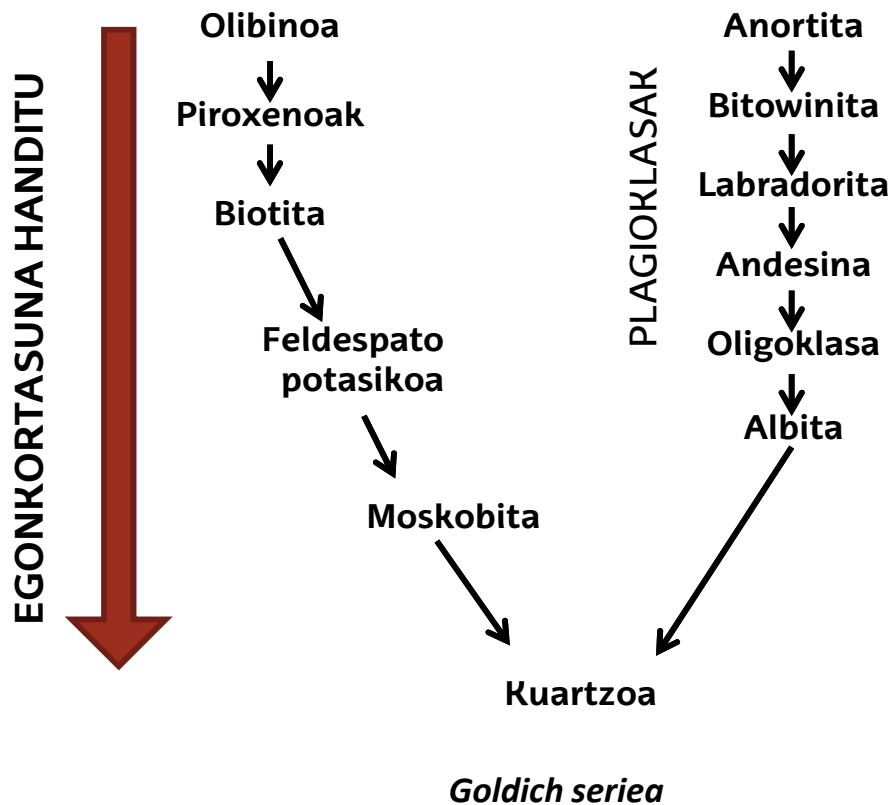 EGONKORTASUNA HANDITU
Olibinoa
Piroxenoak
Biotita
Feldespato
potasikoa
Moskobita
PLAGIOKLASAK
Anortita
Bitowinita
Labradorita
Andesina
Oligoklasa
Albita
Kuartzoa
Goldich seriea